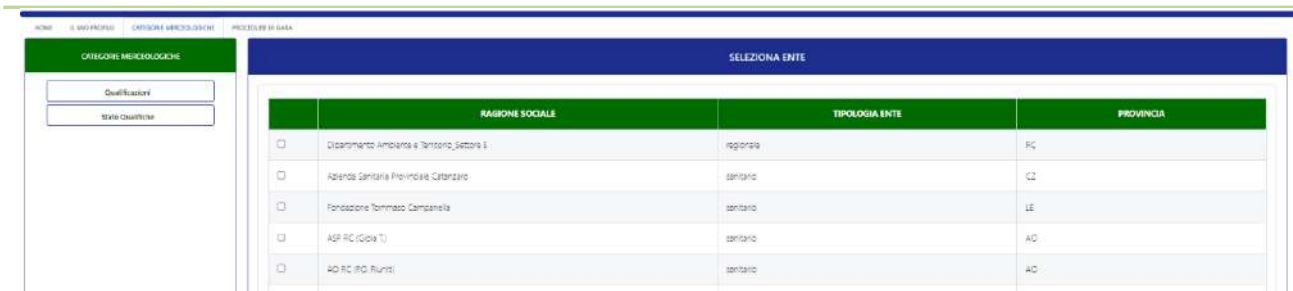 HOME IL MIO PROFILO CATEGORIE MERCEOLOGICHE PROCEDURE DI GARA
CATEGORIE MERCEOLOGICHE
SELEZIONA ENTE
Qualificazioni
Stato Qualifiche
RAGIONE SOCIALE TIPOLOGIA ENTE PROVINCIA
Dipartimento Ambiente e Territorio_Settore 8 regionale RC
Azienda Sanitaria Provinciale Catanzaro sanitario CZ
Fondazione Tommaso Campanella sanitario LE
ASP RC (Gioia T.) sanitario AO
AO RC (P.O. Riuniti) sanitario AO